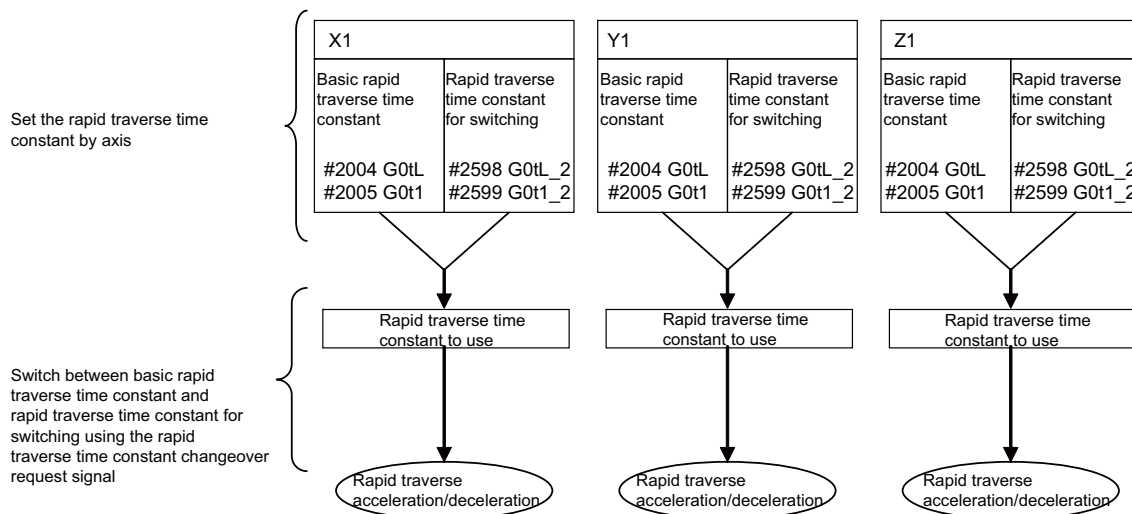 Set the rapid traverse time
constant by axis
X1
Basic rapid
traverse time
constant
#2004 G0tL
#2005 G0t1
Rapid traverse
time constant
for switching
#2598 G0tL_2
#2599 G0t1_2
Y1
Basic rapid
traverse time
constant
#2004 G0tL
#2005 G0t1
Rapid traverse
time constant
for switching
#2598 G0tL_2
#2599 G0t1_2
Z1
Basic rapid
traverse time
constant
#2004 G0tL
#2005 G0t1
Rapid traverse
time constant
for switching
#2598 G0tL_2
#2599 G0t1_2
Switch between basic rapid
traverse time constant and
rapid traverse time constant for
switching using the rapid
traverse time constant changeover
request signal
Rapid traverse time
constant to use
Rapid traverse time
constant to use
Rapid traverse time
constant to use
Rapid traverse
acceleration/deceleration
Rapid traverse
acceleration/deceleration
Rapid traverse
acceleration/deceleration